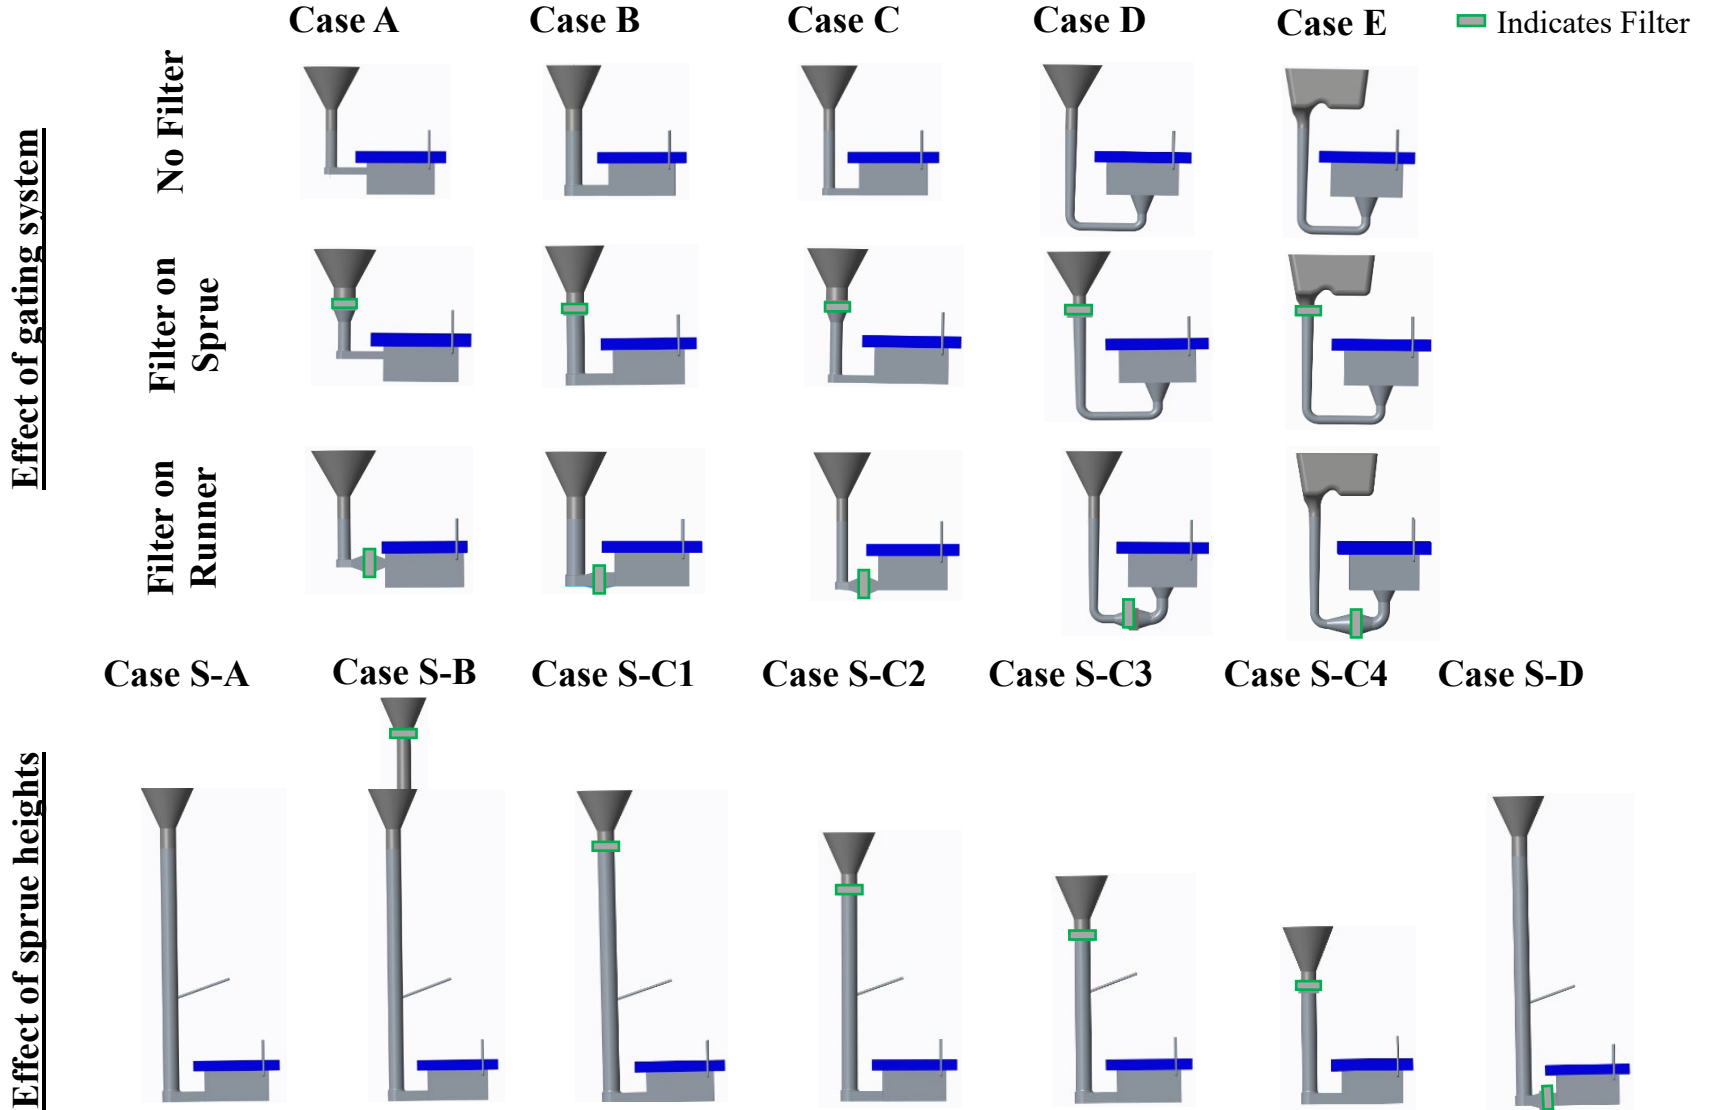 Case A
Case B
Case C
Case D
Case E
Indicates Filter
Effect of gating system
No Filter
Filter on
Sprue
Filter on
Runner
Case S-A
Case S-B
Case S-C1
Case S-C2
Case S-C3
Case S-C4
Case S-D
Effect of sprue heights